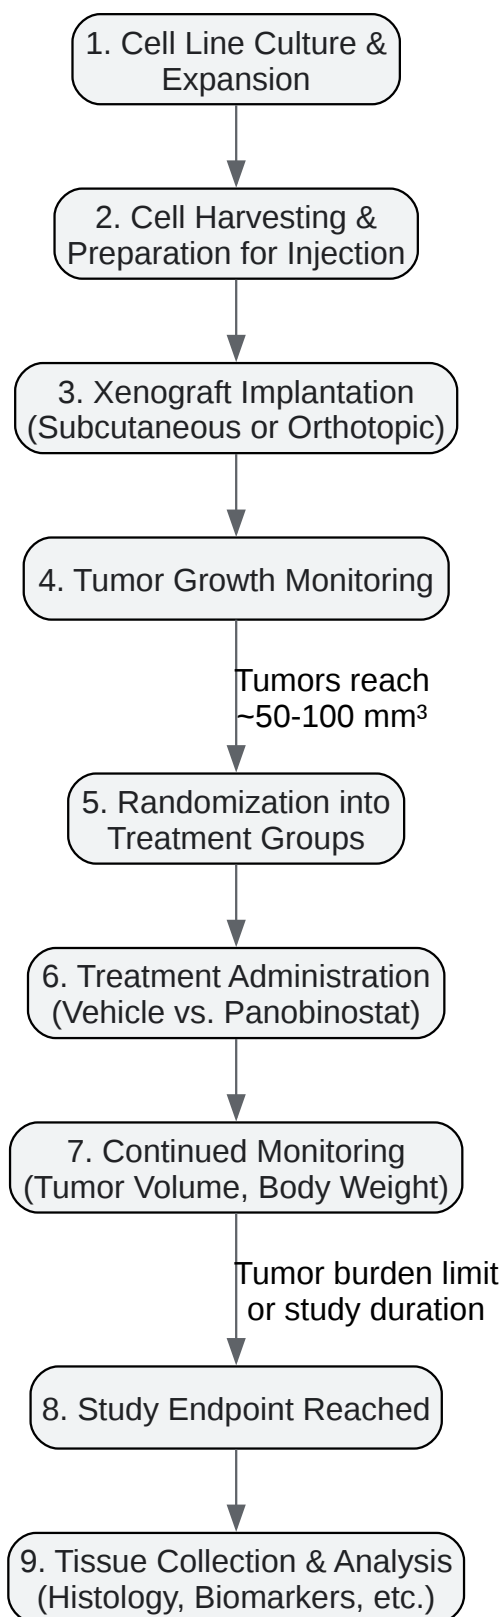 1. Cell Line Culture &
Expansion
2. Cell Harvesting &
Preparation for Injection
3. Xenograft Implantation
(Subcutaneous or Orthotopic)
4. Tumor Growth Monitoring
Tumors reach
~50-100 mm³
5. Randomization into
Treatment Groups
6. Treatment Administration
(Vehicle vs. Panobinostat)
7. Continued Monitoring
(Tumor Volume, Body Weight)
Tumor burden limit
or study duration
8. Study Endpoint Reached
9. Tissue Collection & Analysis
(Histology, Biomarkers, etc.)